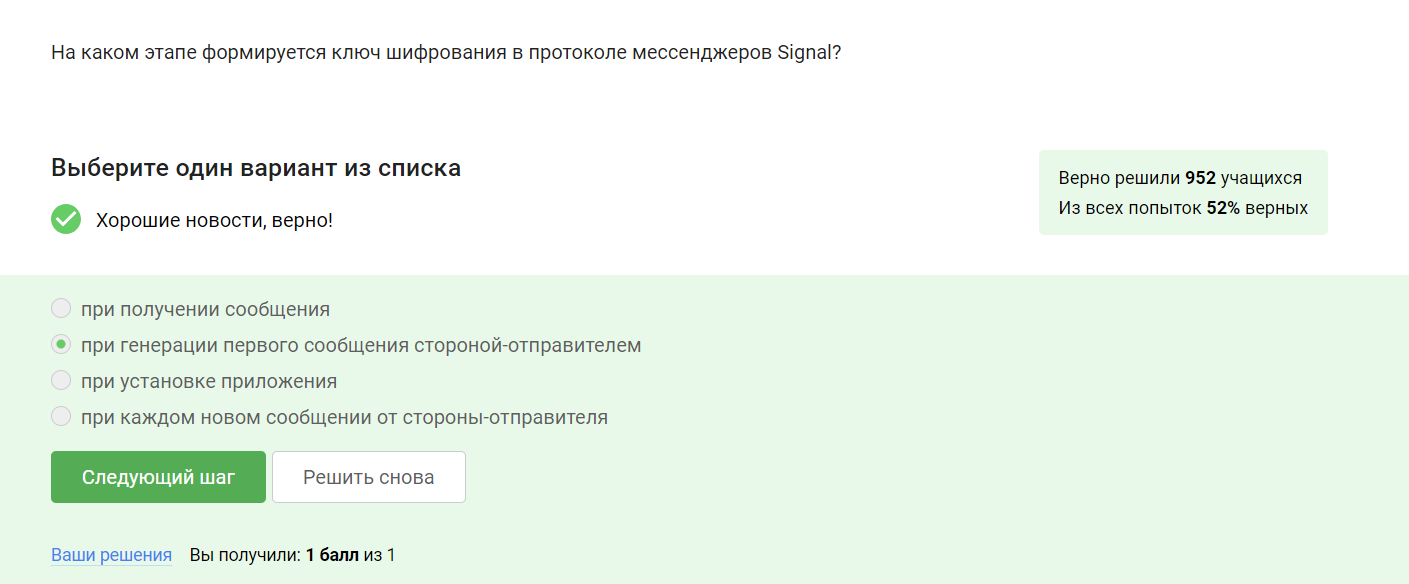 На каком этапе формируется ключ шифрования в протоколе мессенджеров Signal?
Выберите один вариант из списка
Верно решили 952 учащихся
Из всех попыток 52% верных
Хорошие новости, верно!
при получении сообщения
при генерации первого сообщения стороной-отправителем
при установке приложения
при каждом новом сообщении от стороны-отправителя
Следующий шаг
Решить снова
Ваши решения
Вы получили: 1 балл из 1